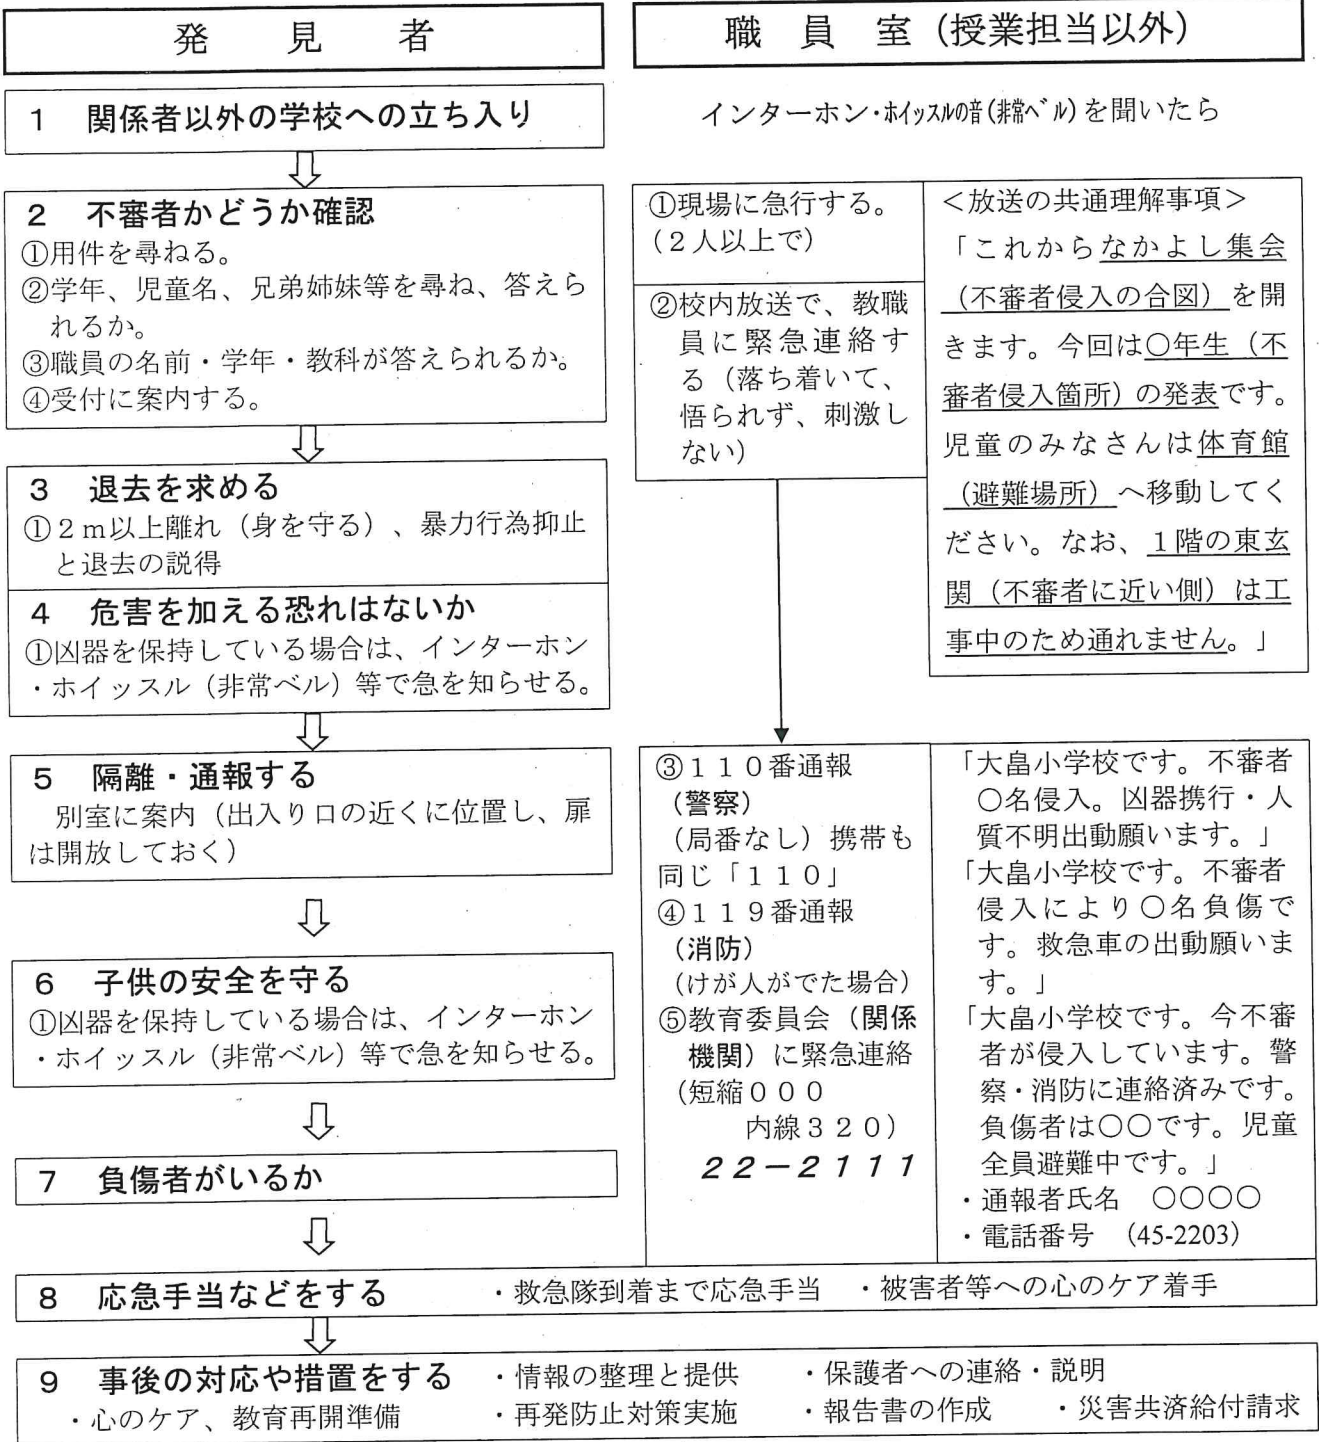 発見者
1 関係者以外の学校への立ち入り
2 不審者かどうか確認
①用件を尋ねる。
②学年、児童名、兄弟姉妹等を尋ね、答えら
れるか。
③職員の名前・学年・教科が答えられるか。
④受付に案内する。
3 退去を求める
①2m以上離れ（身を守る）、暴力行為抑止
と退去の説得
4 危害を加える恐れはないか
①凶器を保持している場合は、インターホン
・ホイッスル（非常ベル）等で急を知らせる。
5 隔離・通報する
別室に案内（出入り口の近くに位置し、扉
は開放しておく）
6 子供の安全を守る
①凶器を保持している場合は、インターホン
・ホイッスル（非常ベル）等で急を知らせる。
7 負傷者がいるか
職員室（授業担当以外）
インターホン・ホイッスルの音（非常ベル）を聞いたら
①現場に急行する。
（2人以上で）
②校内放送で、教職
員に緊急連絡す
る（落ち着いて、
悟られず、刺激し
ない）
＜放送の共通理解事項＞
「これからなかよし集会
（不審者侵入の合図）を開
きます。今回は〇年生（不
審者侵入箇所）の発表です。
児童のみなさんは体育館
（避難場所）へ移動してく
ださい。なお、1階の東玄
関（不審者に近い側）は工
事中のため通れません。」
③110番通報
（警察）
（局番なし）携帯も
同じ「110」
④119番通報
（消防）
（けが人がでた場合）
⑤教育委員会（関係
機関）に緊急連絡
（短縮000
内線320）
22-2111
「大畠小学校です。不審者
〇名侵入。凶器携行・人
質不明出動願います。」
「大畠小学校です。不審者
侵入により〇名負傷で
す。救急車の出動願いま
す。」
「大畠小学校です。今不審
者が侵入しています。警
察・消防に連絡済みです。
負傷者は〇〇です。児童
全員避難中です。」
・通報者氏名 〇〇〇〇
・電話番号 (45-2203)
8 応急手当などをする ・救急隊到着まで応急手当 ・被害者等への心のケア着手
9 事後の対応や措置をする ・情報の整理と提供 ・保護者への連絡・説明
・心のケア、教育再開準備 ・再発防止対策実施 ・報告書の作成 ・災害共済給付請求